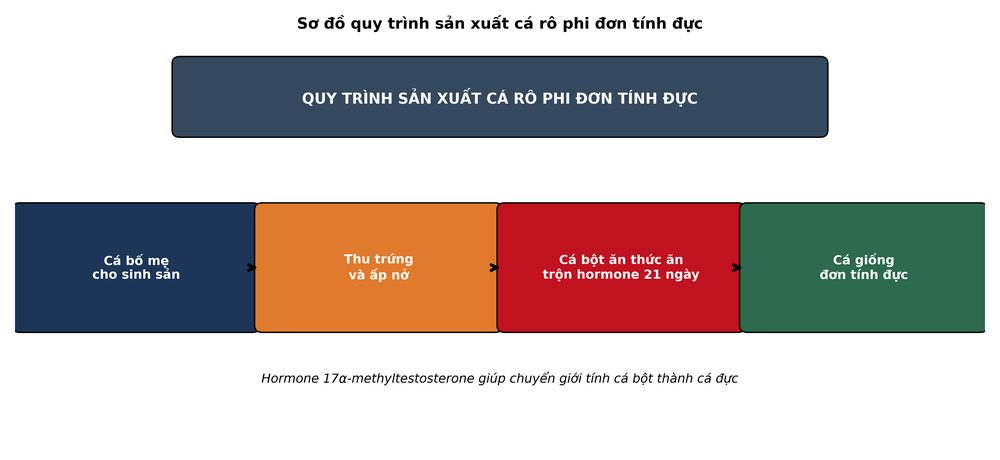 Sơ đồ quy trình sản xuất cá rô phi đơn tính đực
QUY TRÌNH SẢN XUẤT CÁ RÔ PHI ĐƠN TÍNH ĐỰC
Cá bố mẹ
cho sinh sản
Thu trứng
và ấp nở
Cá bột ăn thức ăn
trộn hormone 21 ngày
Cá giống
đơn tính đực
Hormone 17α-methyltestosterone giúp chuyển giới tính cá bột thành cá đực